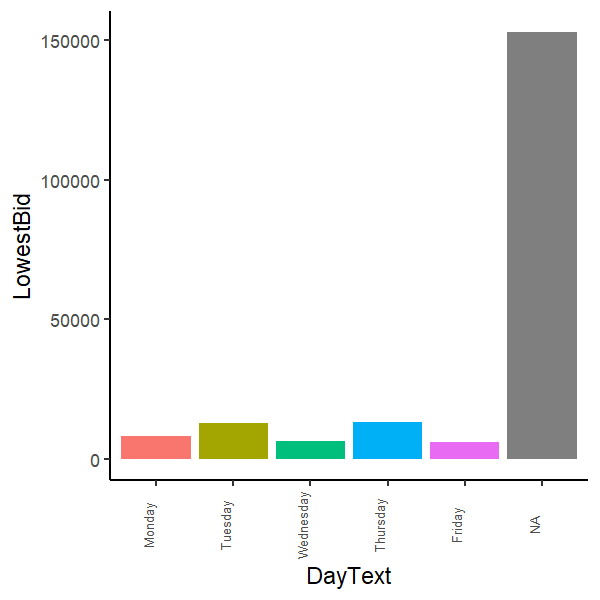 LowestBid
150000
100000
50000
0
Monday
Tuesday
Wednesday
Thursday
Friday
NA
DayText